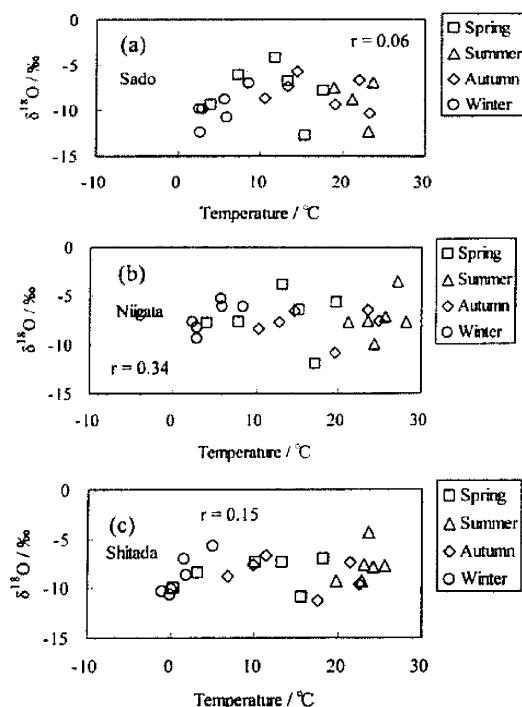 0
(a)
r = 0.06
-5
Sado
-10
-15
-10 0 10 20 30
Temperature / ℃
δ¹⁸O / ‰
Spring
Summer
Autumn
Winter
0
(b)
-5
Niigata
-10
r = 0.34
-15
-10 0 10 20 30
Temperature / ℃
δ¹⁸O / ‰
Spring
Summer
Autumn
Winter
0
(c)
r = 0.15
-5
Shitada
-10
-15
-10 0 10 20 30
Temperature / ℃
δ¹⁸O / ‰
Spring
Summer
Autumn
Winter